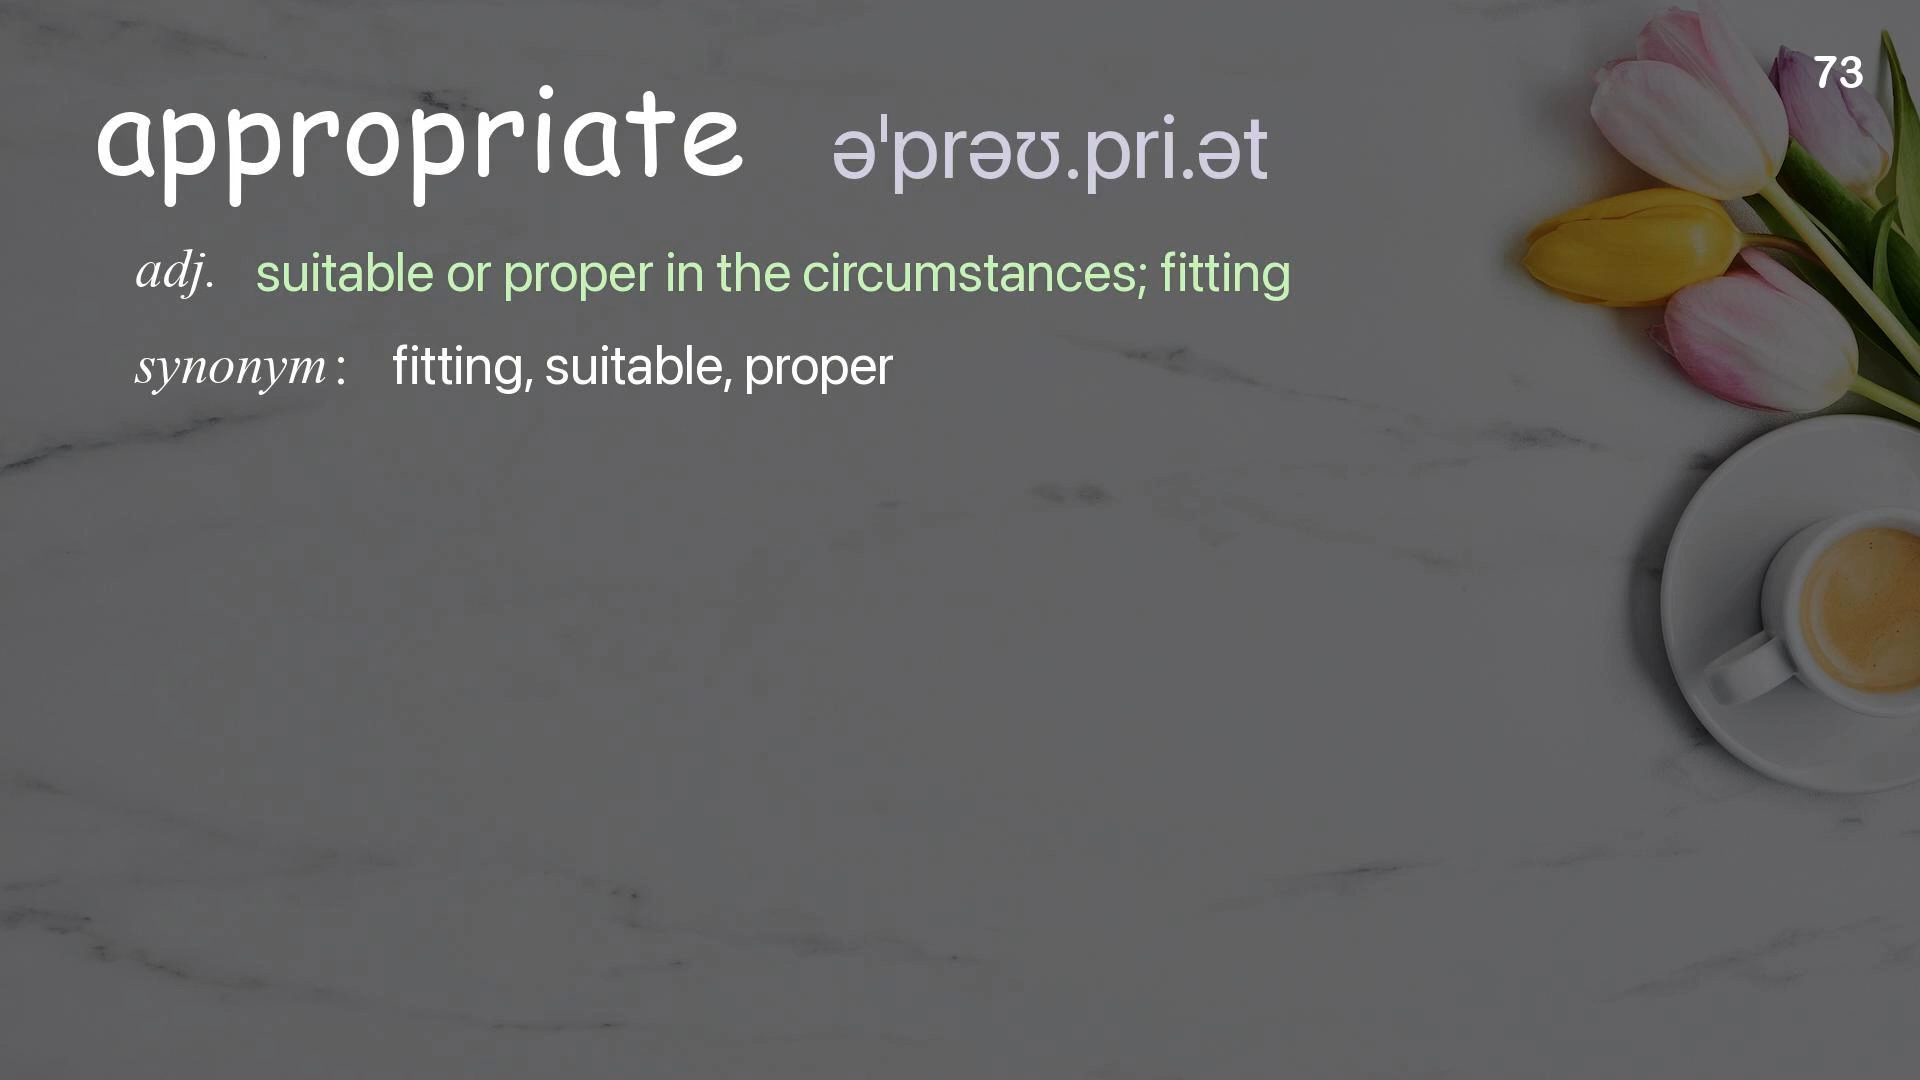 73
appropriate əˈprəʊ.pri.ət
adj. suitable or proper in the circumstances; fitting
synonym: fitting, suitable, proper